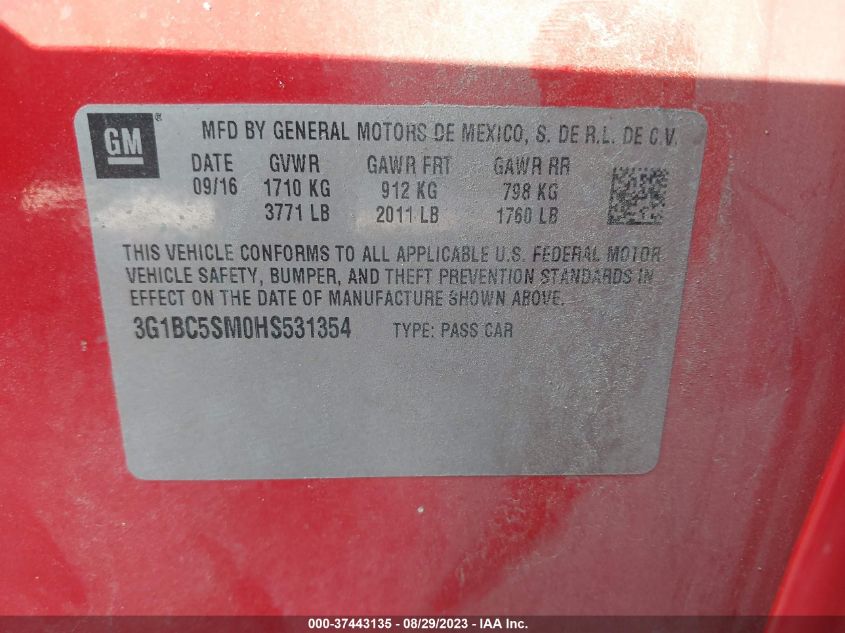 GM ® MFD BY GENERAL MOTORS DE MEXICO, S. DE R.L. DE C.V.
DATE GVWR GAWR FRT GAWR RR
09/16 1710 KG 912 KG 798 KG
3771 LB 2011 LB 1760 LB
THIS VEHICLE CONFORMS TO ALL APPLICABLE U.S. FEDERAL MOTOR
VEHICLE SAFETY, BUMPER, AND THEFT PREVENTION STANDARDS IN
EFFECT ON THE DATE OF MANUFACTURE SHOWN ABOVE.
3G1BC5SM0HS531354 TYPE: PASS CAR
000-37443135 - 08/29/2023 - IAA Inc.